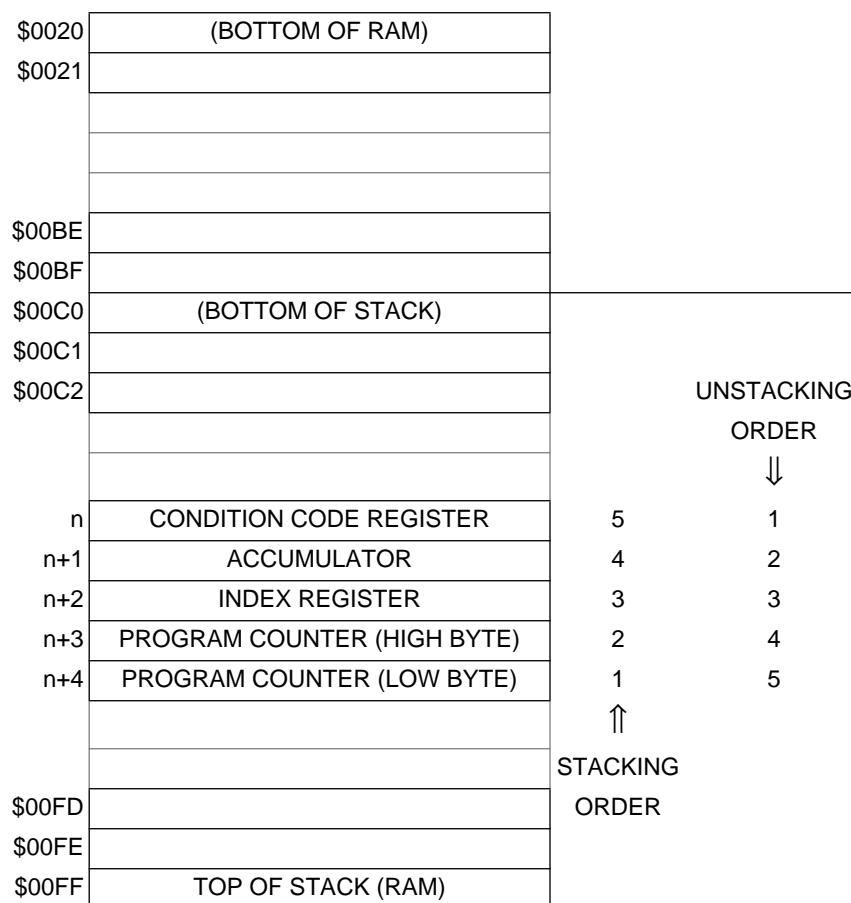 $0020 (BOTTOM OF RAM)
$0021
$00BE
$00BF
$00C0 (BOTTOM OF STACK)
$00C1
$00C2 UNSTACKING
ORDER
⇓
n CONDITION CODE REGISTER 5 1
n+1 ACCUMULATOR 4 2
n+2 INDEX REGISTER 3 3
n+3 PROGRAM COUNTER (HIGH BYTE) 2 4
n+4 PROGRAM COUNTER (LOW BYTE) 1 5
⇑
STACKING
$00FD ORDER
$00FE
$00FF TOP OF STACK (RAM)